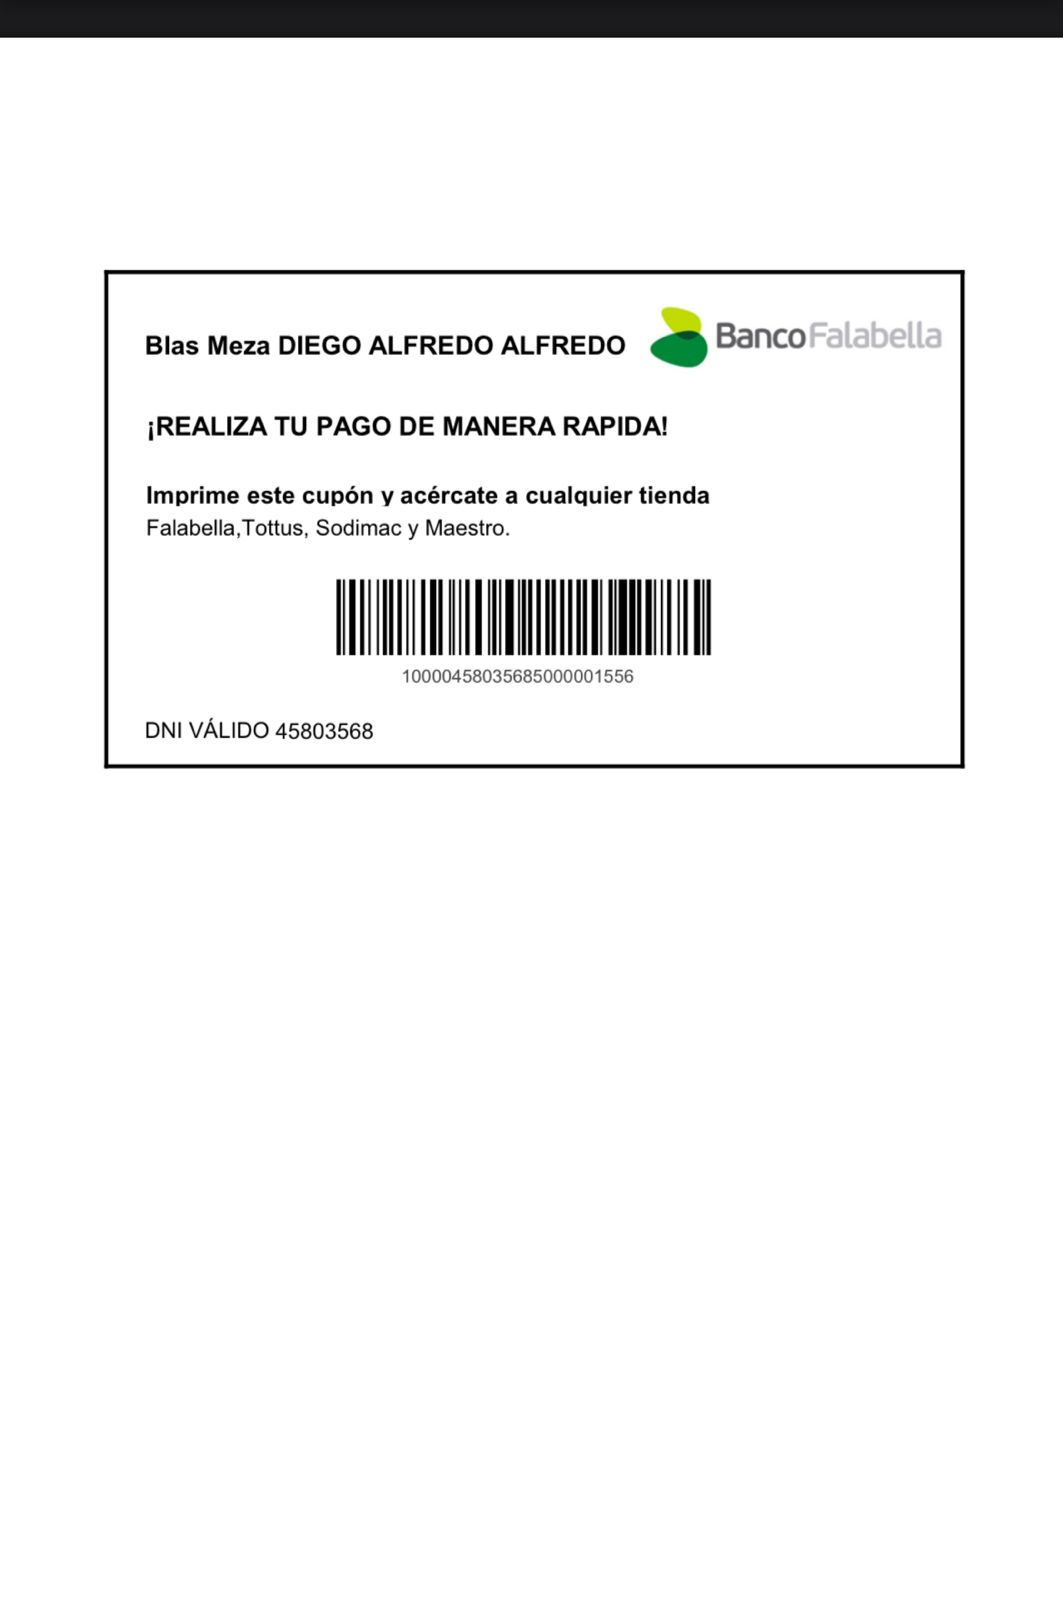 Blas Meza DIEGO ALFREDO ALFREDO
BancoFalabella
¡REALIZA TU PAGO DE MANERA RAPIDA!
Imprime este cupón y acércate a cualquier tienda
Falabella,Tottus, Sodimac y Maestro.
10000458035685000001556
DNI VÁLIDO 45803568